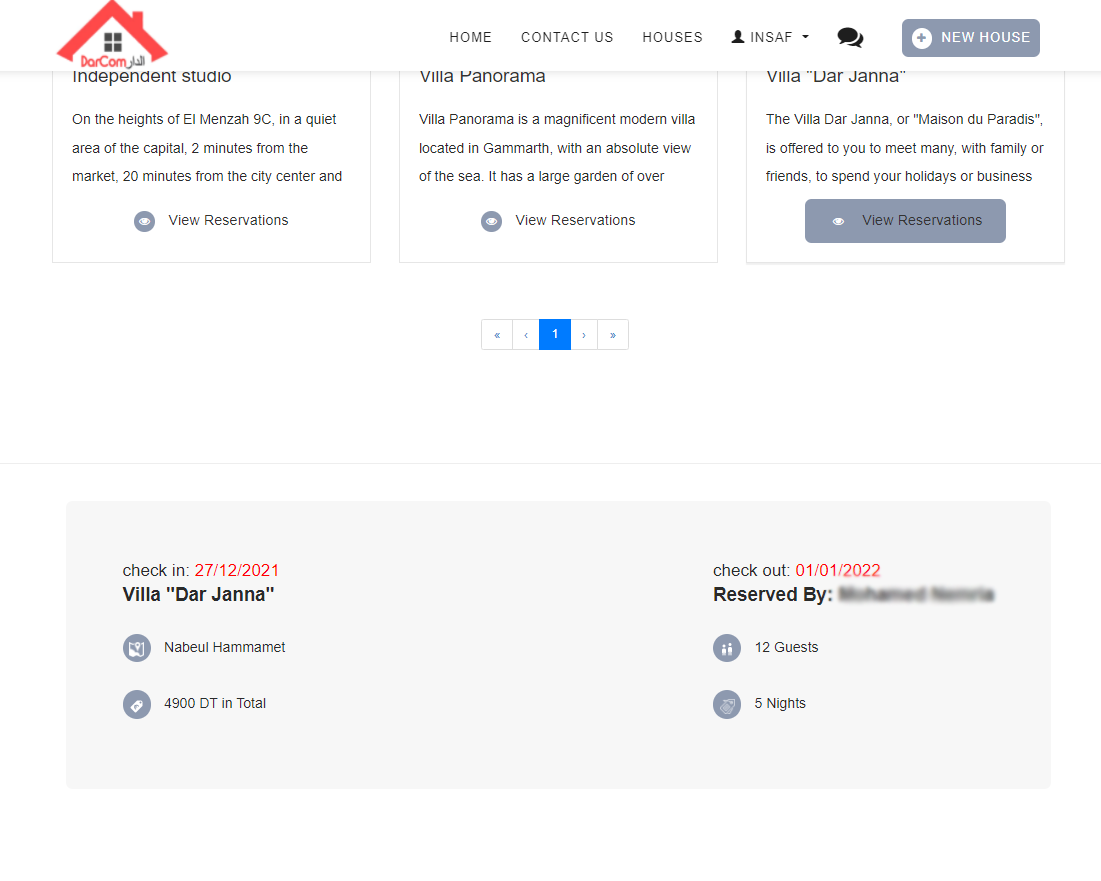 DarCom الدار
HOME CONTACT US HOUSES INSAF NEW HOUSE
Independent studio
On the heights of El Menzah 9C, in a quiet
area of the capital, 2 minutes from the
market, 20 minutes from the city center and
View Reservations
Villa Panorama
Villa Panorama is a magnificent modern villa
located in Gammarth, with an absolute view
of the sea. It has a large garden of over
View Reservations
Villa "Dar Janna"
The Villa Dar Janna, or "Maison du Paradis",
is offered to you to meet many, with family or
friends, to spend your holidays or business
View Reservations
« ‹ 1 › »
check in: 27/12/2021
Villa "Dar Janna"
Nabeul Hammamet
4900 DT in Total
check out: 01/01/2022
Reserved By:
12 Guests
5 Nights